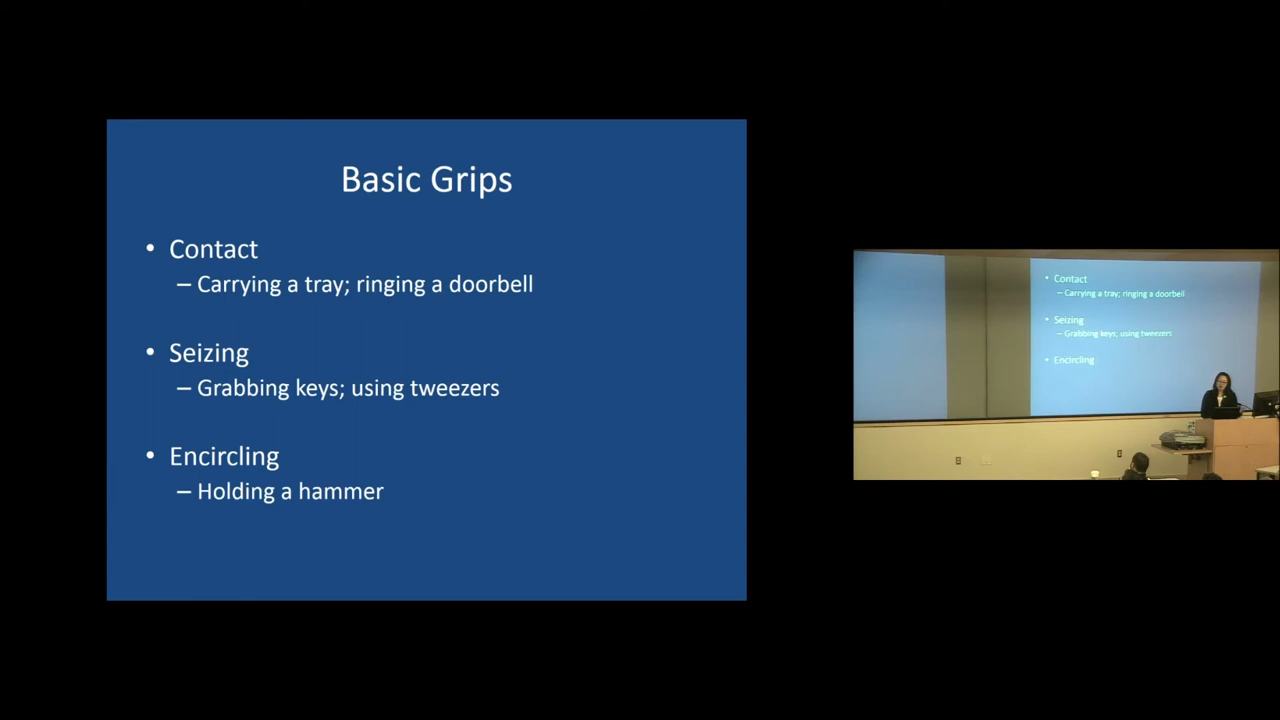 Basic Grips
• Contact
– Carrying a tray; ringing a doorbell
• Seizing
– Grabbing keys; using tweezers
• Encircling
– Holding a hammer
• Contact
– Carrying a tray; ringing a doorbell
• Seizing
– Grabbing keys; using tweezers
• Encircling